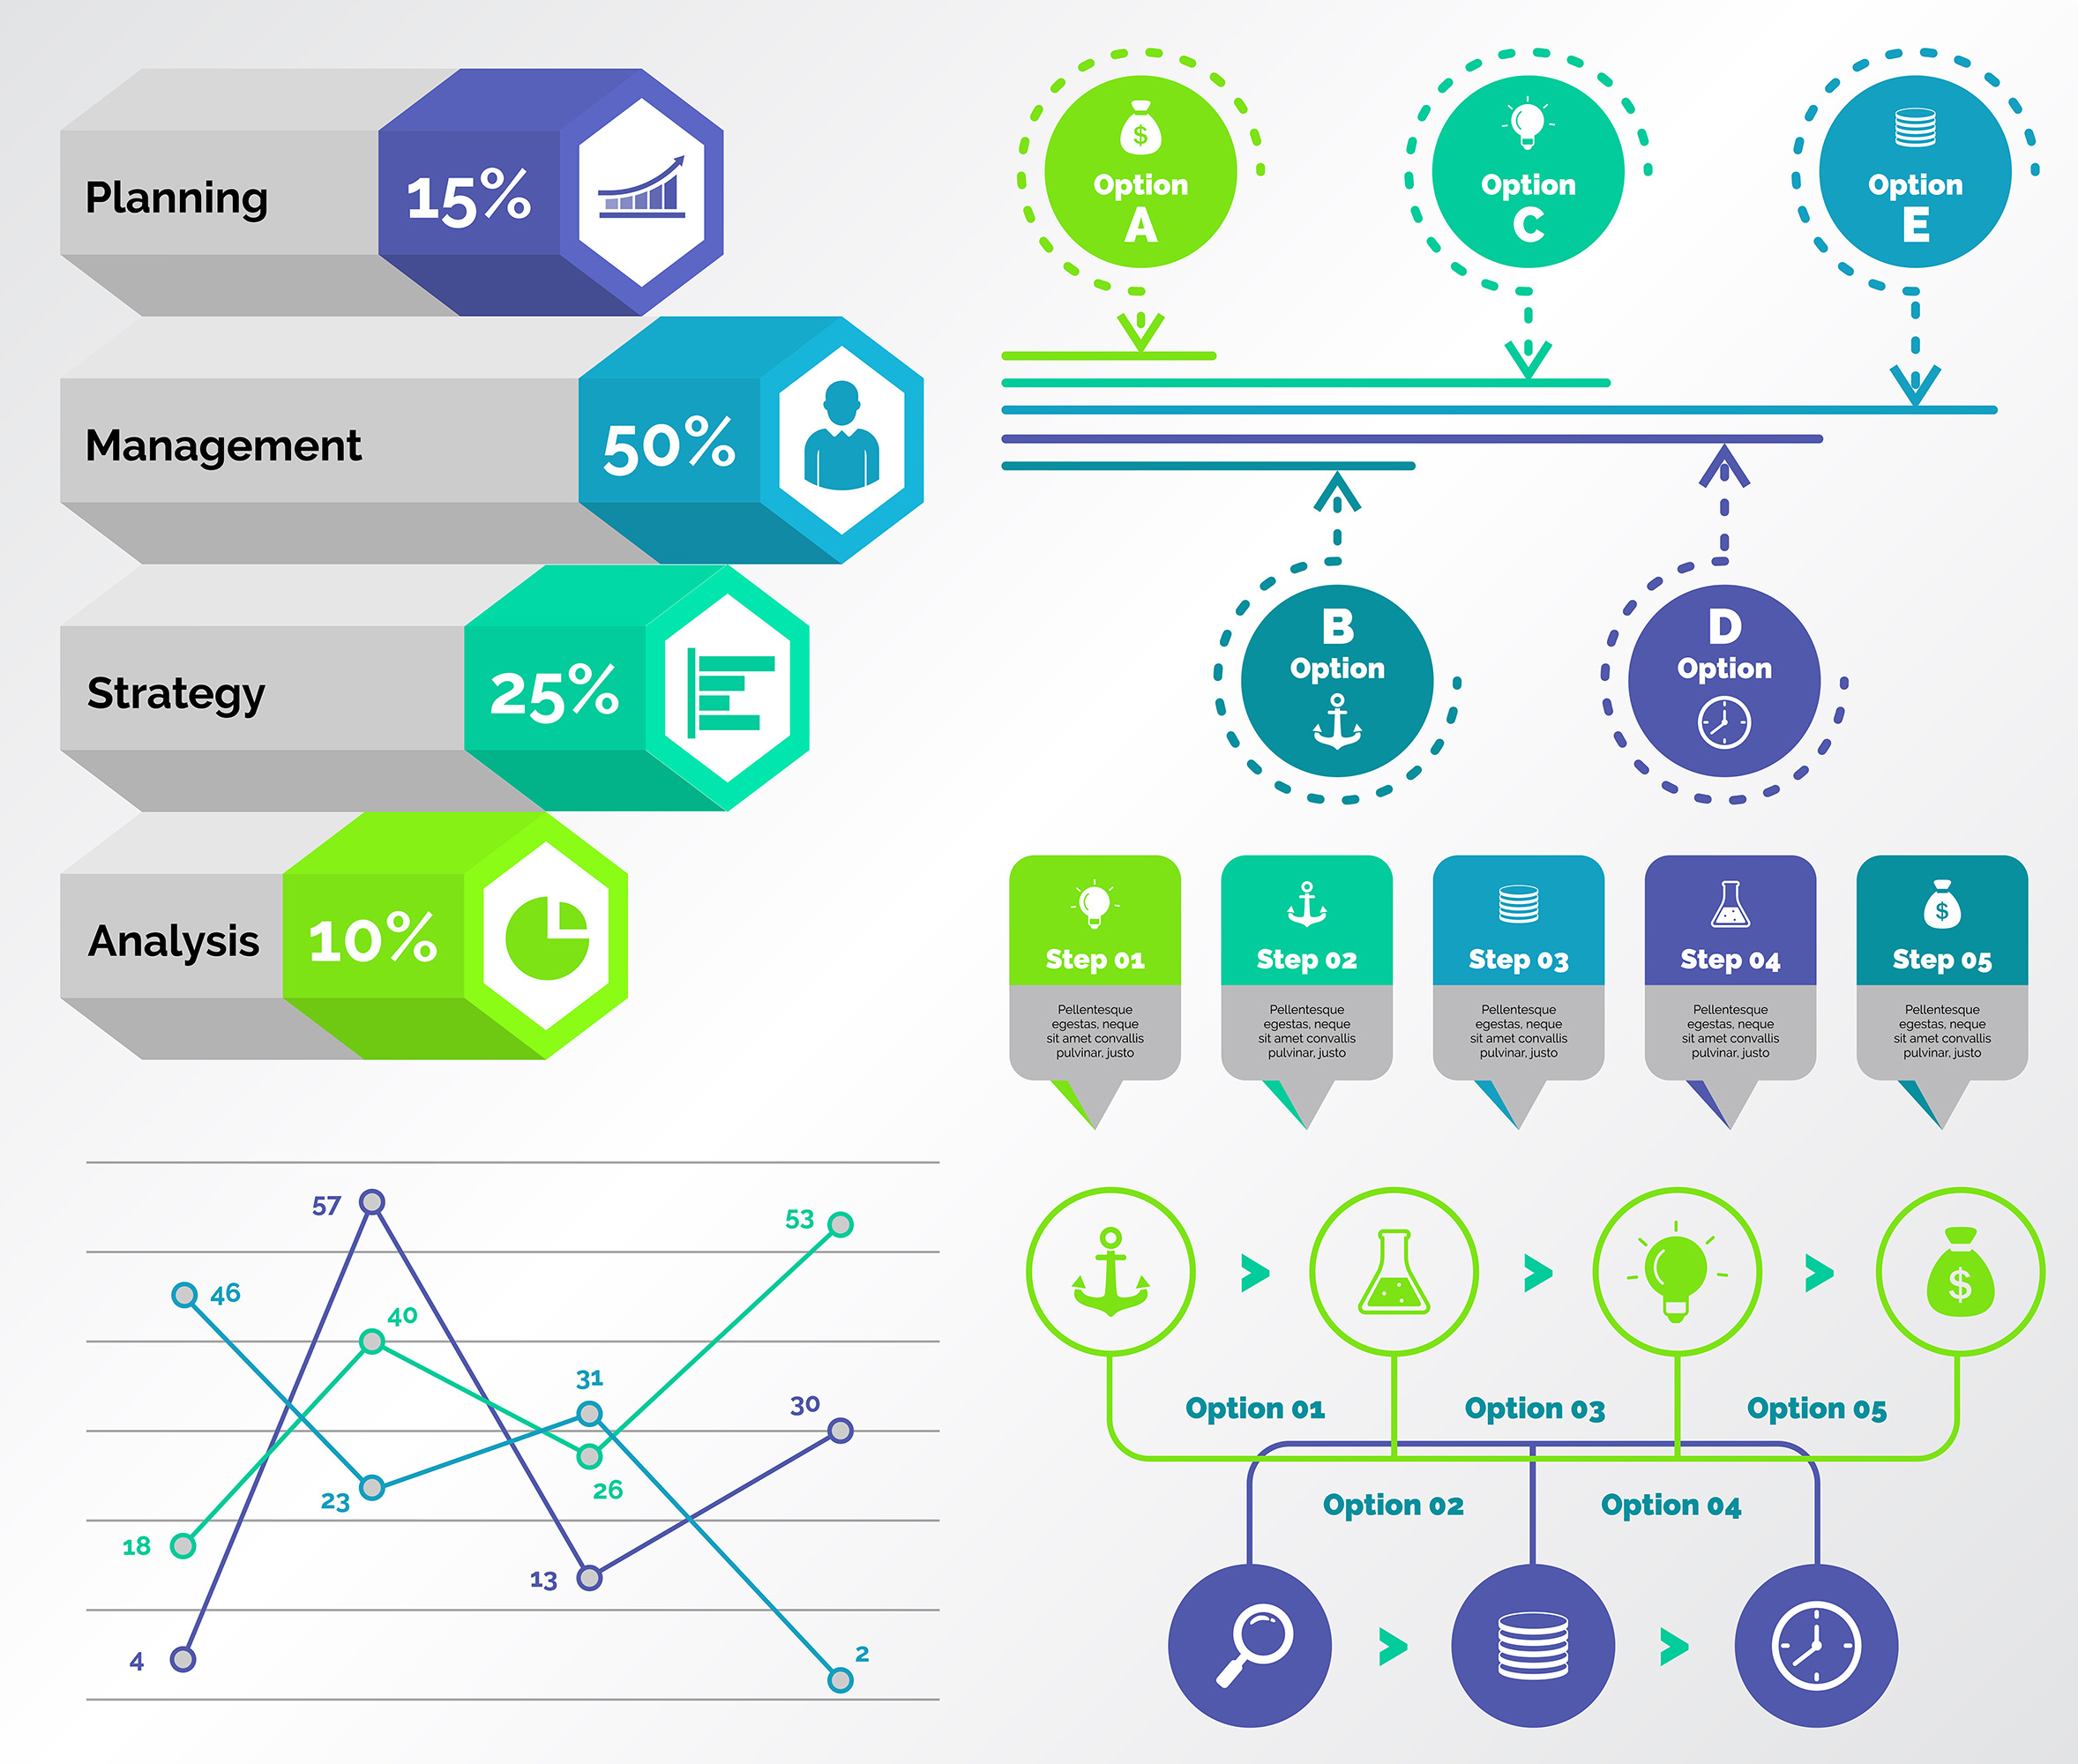 Planning
15%
Management
50%
Strategy
25%
Analysis
10%
Option
A
Option
C
Option
E
B
Option
D
Option
Step 01
Pellentesque
egestas, neque
sit amet convallis
pulvinar, justo
Step 02
Pellentesque
egestas, neque
sit amet convallis
pulvinar, justo
Step 03
Pellentesque
egestas, neque
sit amet convallis
pulvinar, justo
Step 04
Pellentesque
egestas, neque
sit amet convallis
pulvinar, justo
Step 05
Pellentesque
egestas, neque
sit amet convallis
pulvinar, justo
57
53
46
40
31
30
23
26
18
13
4
2
Option 01
Option 03
Option 05
Option 02
Option 04